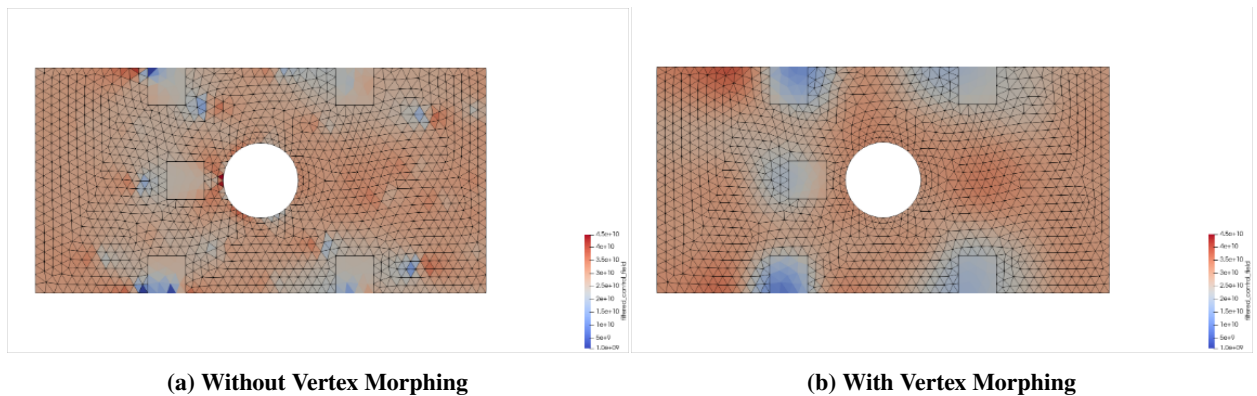 4.5e+10
4e+10
3.5e+10
3e+10
2.5e+10
2e+10
1.5e+10
1e+10
5e+9
1.0e+09
filtered_control_field
4.5e+10
4e+10
3.5e+10
3e+10
2.5e+10
2e+10
1.5e+10
1e+10
5e+9
1.0e+09
filtered_control_field
(a) Without Vertex Morphing
(b) With Vertex Morphing